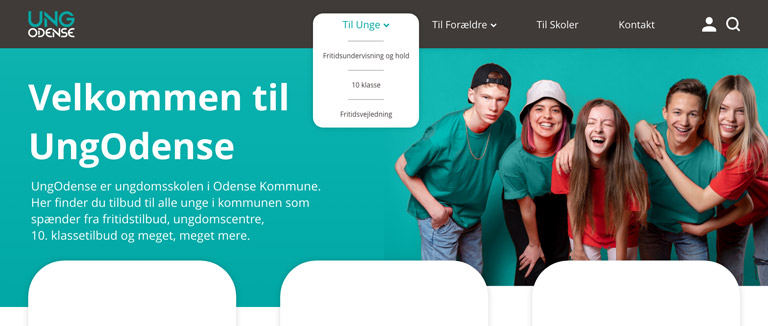 UNG
ODENSE
Til Unge
Til Forældre
Til Skoler
Kontakt
Fritidsundervisning og hold
10 klasse
Fritidsvejledning
Velkommen til
UngOdense
UngOdense er ungdomsskolen i Odense Kommune.
Her finder du tilbud til alle unge i kommunen som
spænder fra fritidstilbud, ungdomscentre,
10. klassetilbud og meget, meget mere.